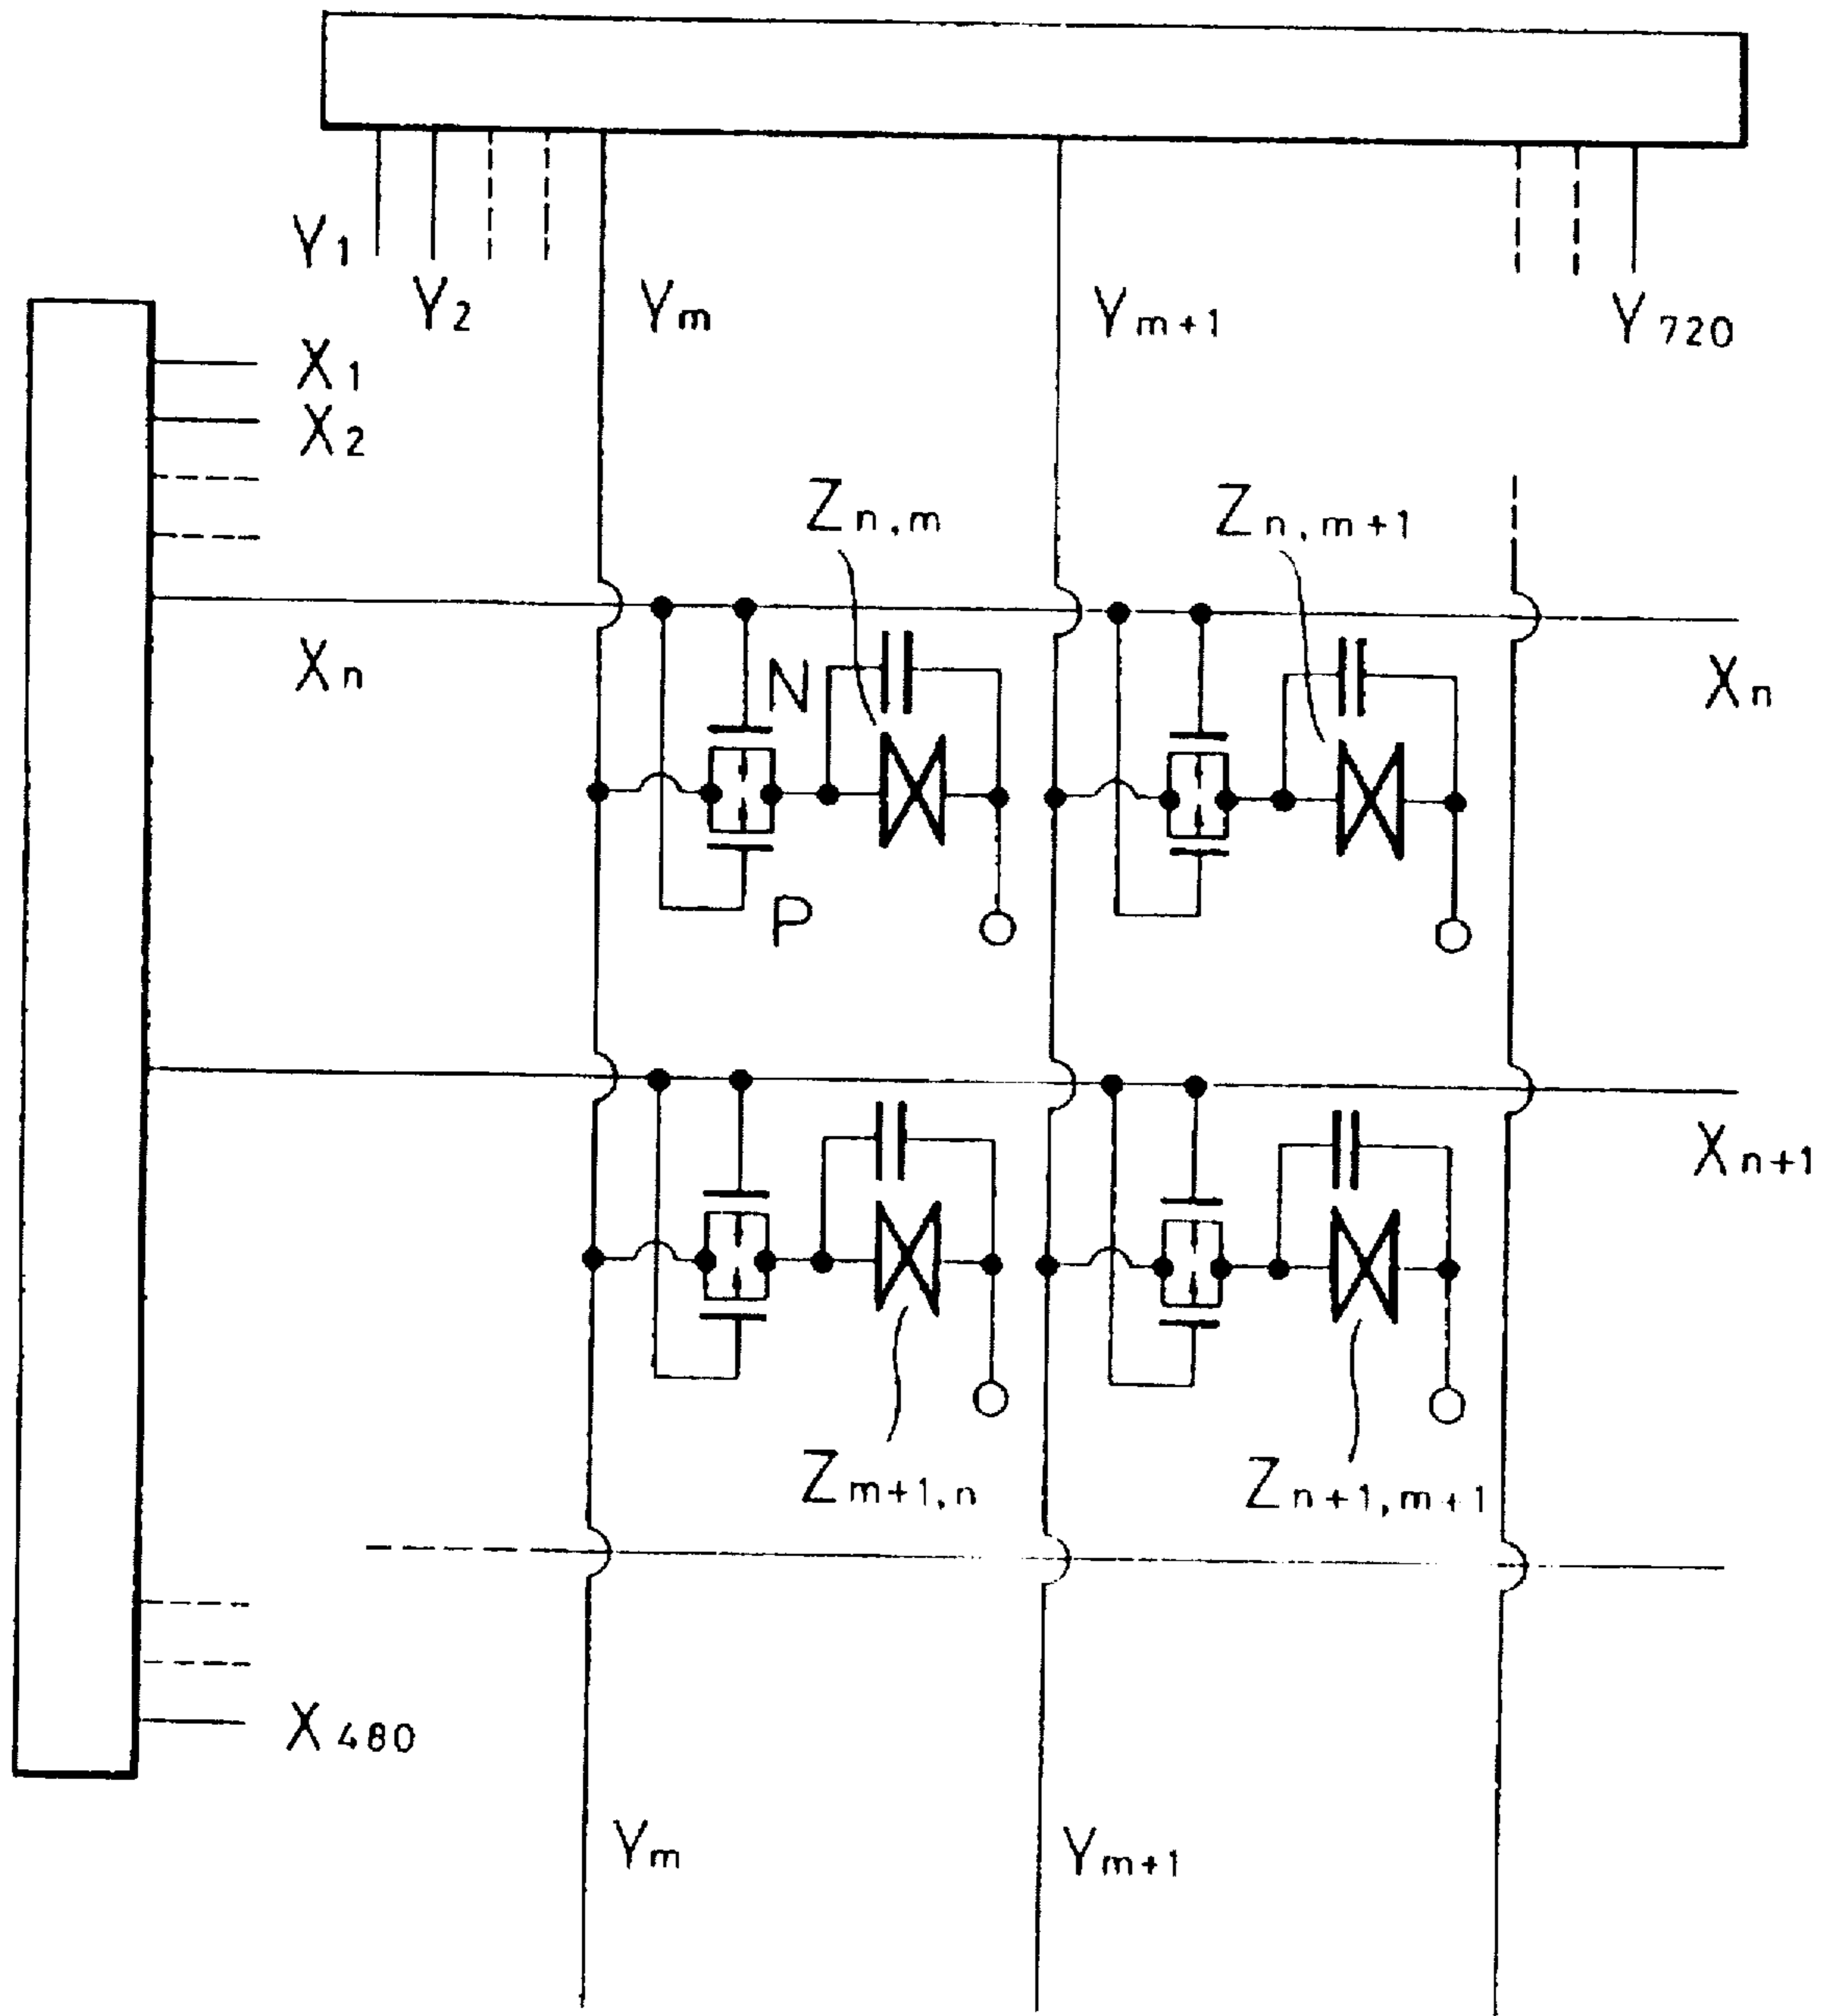 Y1
Y2
Ym
Ym+1
Y720
X1
X2
Zn,m
Zn,m+1
Xn
N
Xn
P
Xn+1
Zm+1,n
Zn+1,m+1
X480
Ym
Ym+1